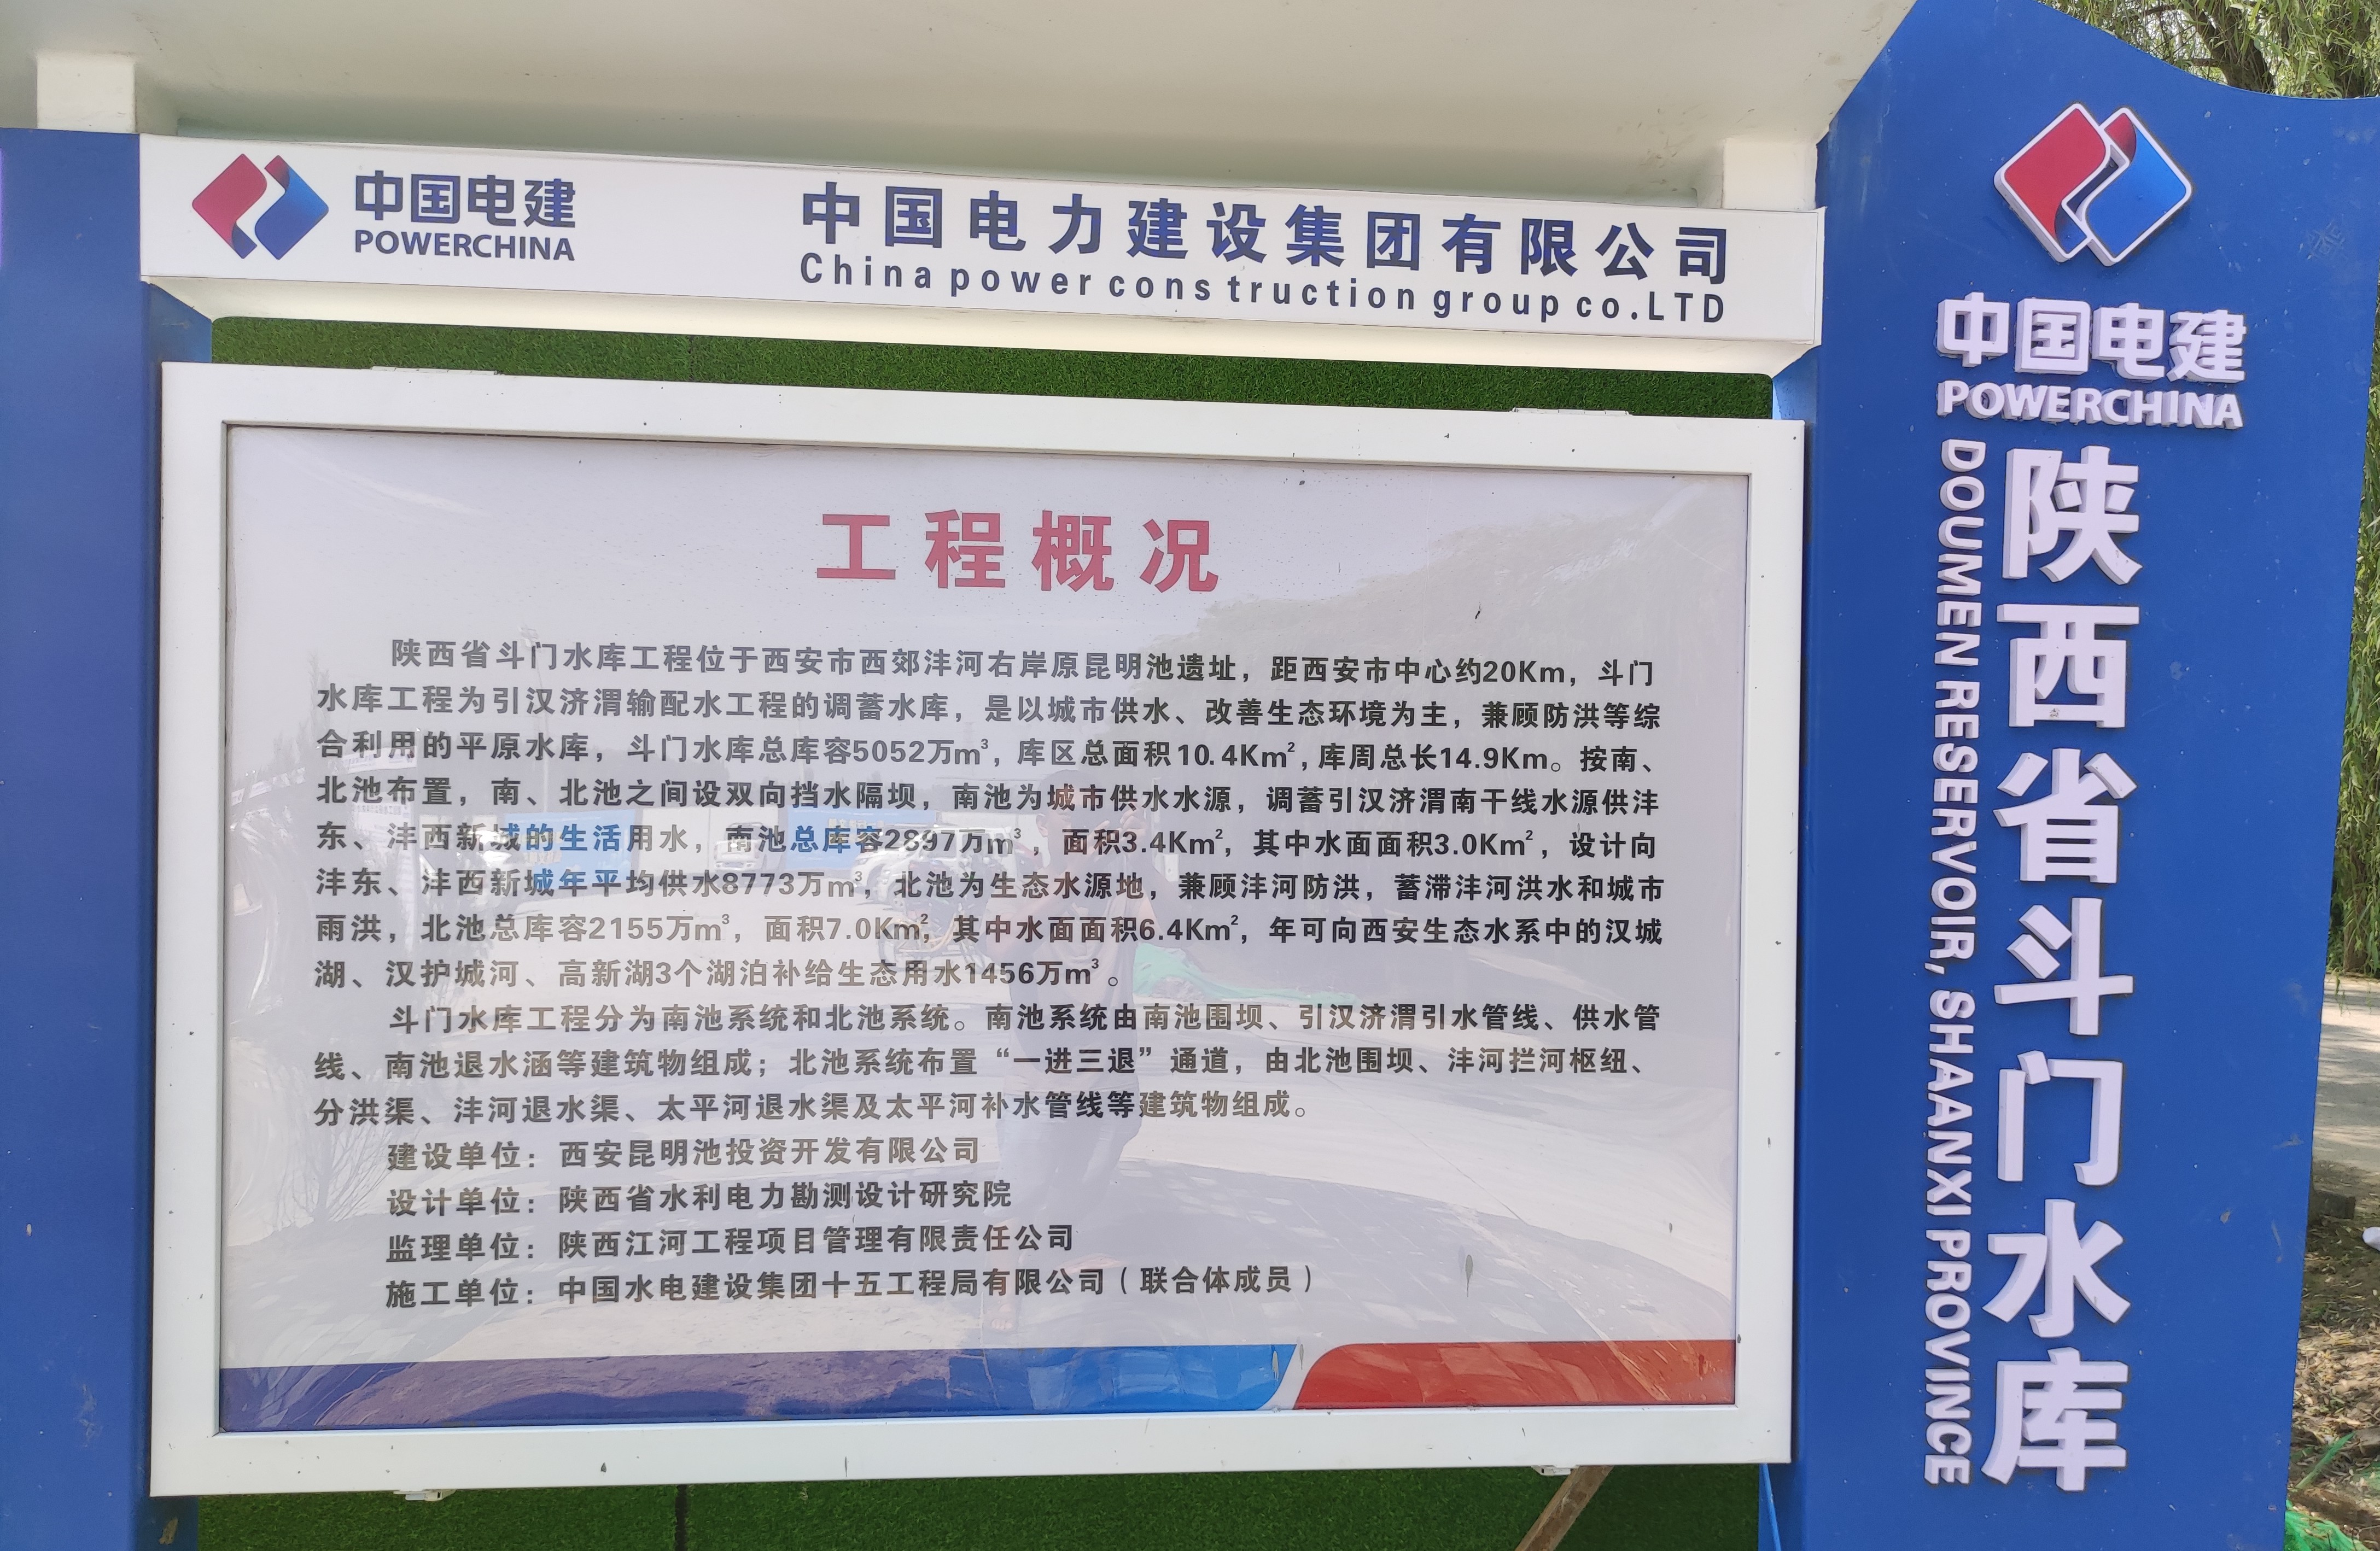 中国电建
POWERCHINA
中国电力建设集团有限公司
China power construction group co.LTD
工程概况
陕西省斗门水库工程位于西安市西郊沣河右岸原昆明池遗址，距西安市中心约20Km，斗门
水库工程为引汉济渭输配水工程的调蓄水库，是以城市供水、改善生态环境为主，兼顾防洪等综
合利用的平原水库，斗门水库总库容5052万m³，库区总面积10.4Km²,库周总长14.9Km。按南、
北池布置，南、北池之间设双向挡水隔坝，南池为城市供水水源，调蓄引汉济渭南干线水源供沣
东、沣西新城的生活用水，南池总库容2897万m³，面积3.4Km²，其中水面面积3.0Km²，设计向
沣东、沣西新城年平均供水8773万m³，北池为生态水源地，兼顾沣河防洪，蓄滞沣河洪水和城市
雨洪，北池总库容2155万m³，面积7.0Km²，其中水面面积6.4Km²，年可向西安生态水系中的汉城
湖、汉护城河、高新湖3个湖泊补给生态用水1456万m³。
斗门水库工程分为南池系统和北池系统。南池系统由南池围坝、引汉济渭引水管线、供水管
线、南池退水涵等建筑物组成；北池系统布置“一进三退”通道，由北池围坝、沣河拦河枢纽、
分洪渠、沣河退水渠、太平河退水渠及太平河补水管线等建筑物组成。
建设单位：西安昆明池投资开发有限公司
设计单位：陕西省水利电力勘测设计研究院
监理单位：陕西江河工程项目管理有限责任公司
施工单位：中国水电建设集团十五工程局有限公司（联合体成员）
中国电建
POWERCHINA
陕西省斗门水库
DOUMEN RESERVOIR, SHAANXI PROVINCE